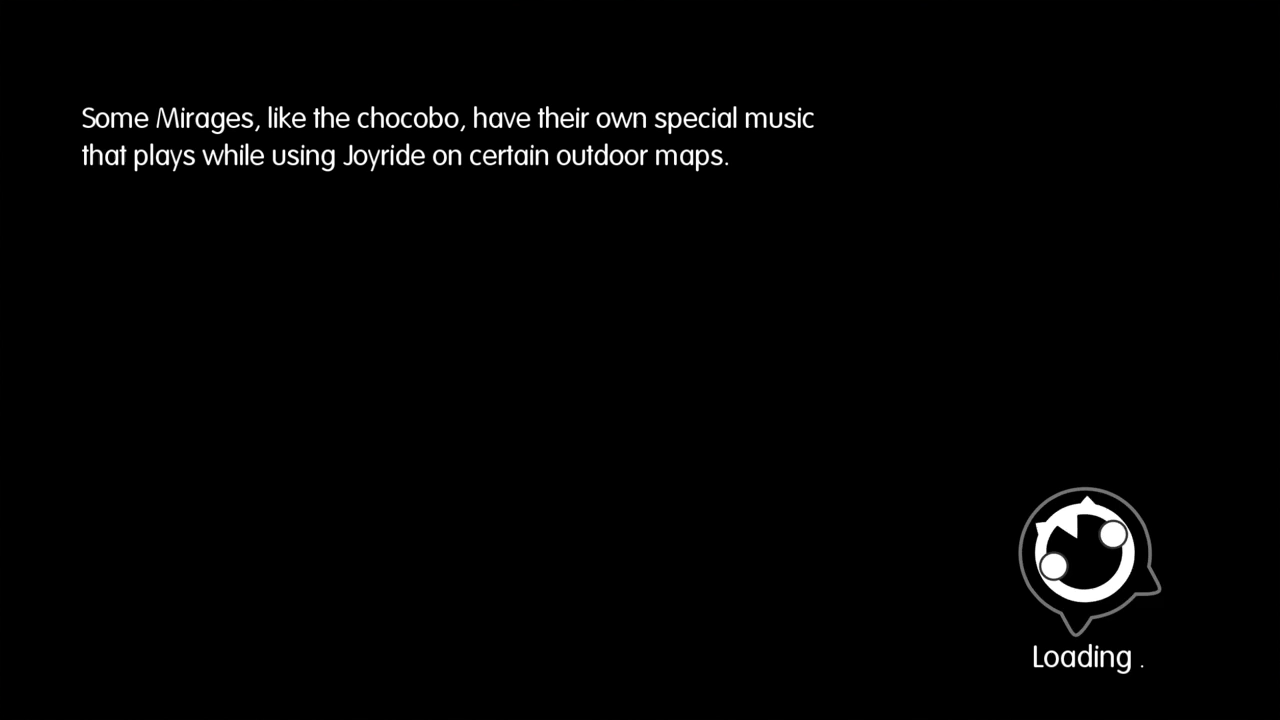 Some Mirages, like the chocobo, have their own special music
that plays while using Joyride on certain outdoor maps.
Loading .